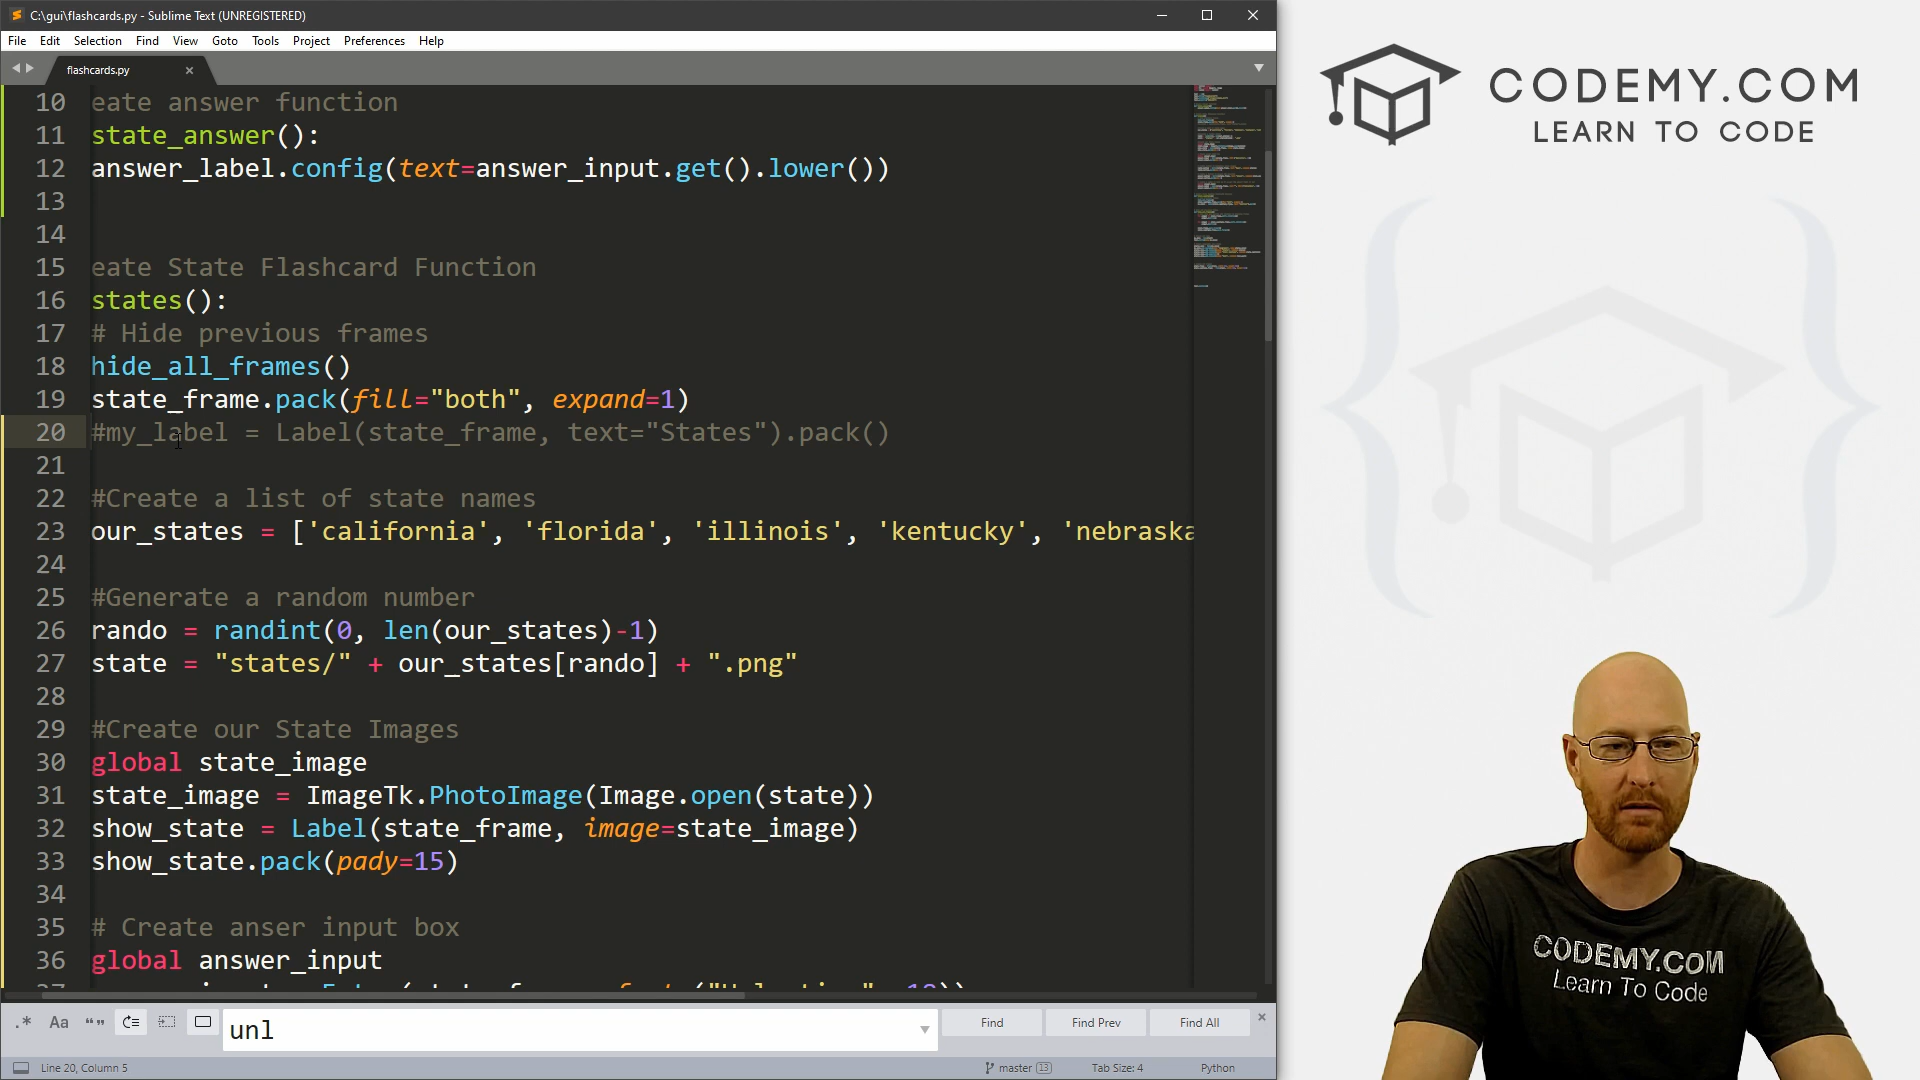 C:\gui\flashcards.py - Sublime Text (UNREGISTERED)
File Edit Selection Find View Goto Tools Project Preferences Help
flashcards.py
10 eate answer function
11 state_answer():
12 answer_label.config(text=answer_input.get().lower())
13
14
15 eate State Flashcard Function
16 states():
17 # Hide previous frames
18 hide_all_frames()
19 state_frame.pack(fill="both", expand=1)
20 #my_label = Label(state_frame, text="States").pack()
21
22 #Create a list of state names
23 our_states = ['california', 'florida', 'illinois', 'kentucky', 'nebraska
24
25 #Generate a random number
26 rando = randint(0, len(our_states)-1)
27 state = "states/" + our_states[rando] + ".png"
28
29 #Create our State Images
30 global state_image
31 state_image = ImageTk.PhotoImage(Image.open(state))
32 show_state = Label(state_frame, image=state_image)
33 show_state.pack(pady=15)
34
35 # Create anser input box
36 global answer_input
.* Aa “” unl Find Find Prev Find All
Line 20, Column 5 master 13 Tab Size: 4 Python
CODEMY.COM
LEARN TO CODE
CODEMY.COM
Learn To Code